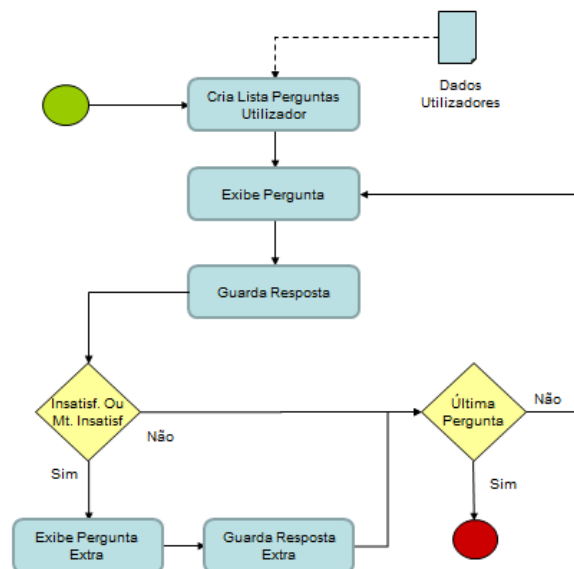 Cria Lista Perguntas
Utilizador
Dados
Utilizadores
Exibe Pergunta
Guarda Resposta
Insatisf. Ou
Mt. Insatisf
Não
Sim
Última
Pergunta
Não
Sim
Exibe Pergunta
Extra
Guarda Resposta
Extra